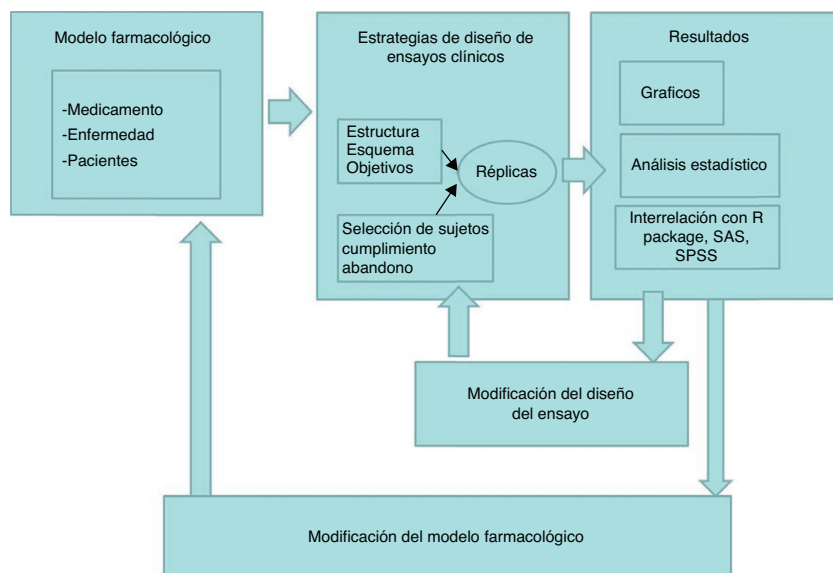 Modelo farmacológico
-Medicamento
-Enfermedad
-Pacientes
Estrategias de diseño de
ensayos clínicos
Estructura
Esquema
Objetivos
Réplicas
Selección de sujetos
cumplimiento
abandono
Resultados
Graficos
Análisis estadístico
Interrelación con R
package, SAS,
SPSS
Modificación del diseño
del ensayo
Modificación del modelo farmacológico